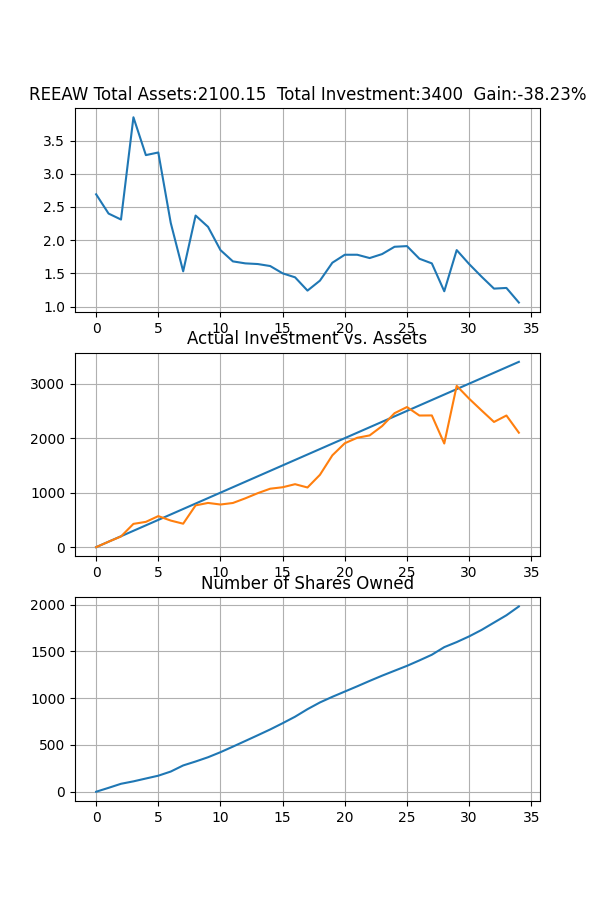 REEAW Total Assets:2100.15 Total Investment:3400 Gain:-38.23%
3.5
3.0
2.5
2.0
1.5
1.0
0 5 10 15 20 25 30 35
Actual Investment vs. Assets
3000
2000
1000
0
0 5 10 15 20 25 30 35
Number of Shares Owned
2000
1500
1000
500
0
0 5 10 15 20 25 30 35